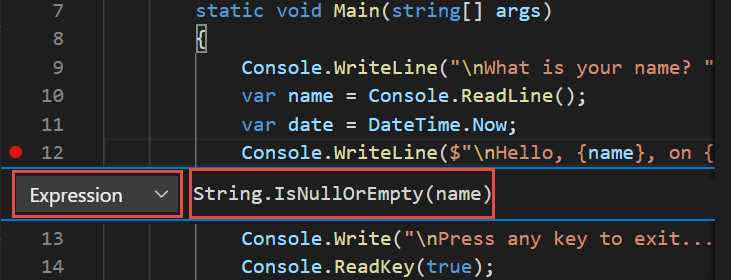 7 static void Main(string[] args)
8 {
9 Console.WriteLine("\nWhat is your name? "
10 var name = Console.ReadLine();
11 var date = DateTime.Now;
12 Console.WriteLine($"\nHello, {name}, on {
Expression String.IsNullOrEmpty(name)
13 Console.Write("\nPress any key to exit...
14 Console.ReadKey(true);